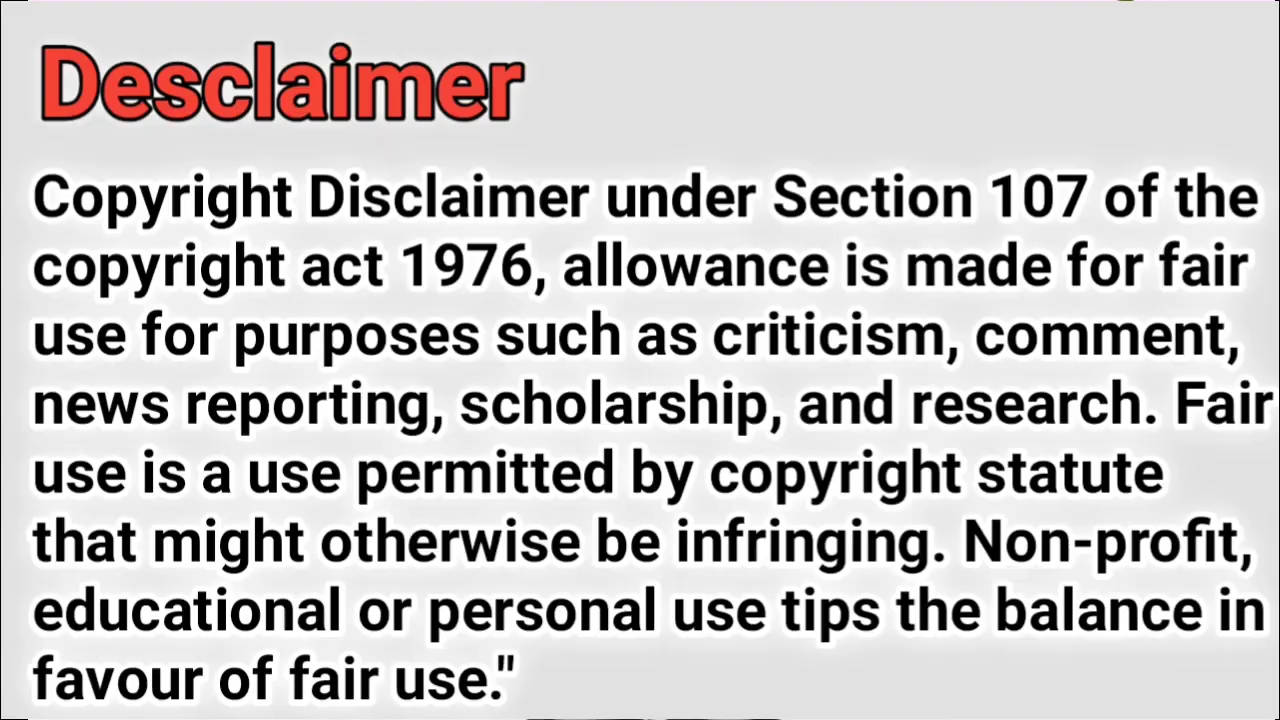 Desclaimer
Copyright Disclaimer under Section 107 of the
copyright act 1976, allowance is made for fair
use for purposes such as criticism, comment,
news reporting, scholarship, and research. Fair
use is a use permitted by copyright statute
that might otherwise be infringing. Non-profit,
educational or personal use tips the balance in
favour of fair use."